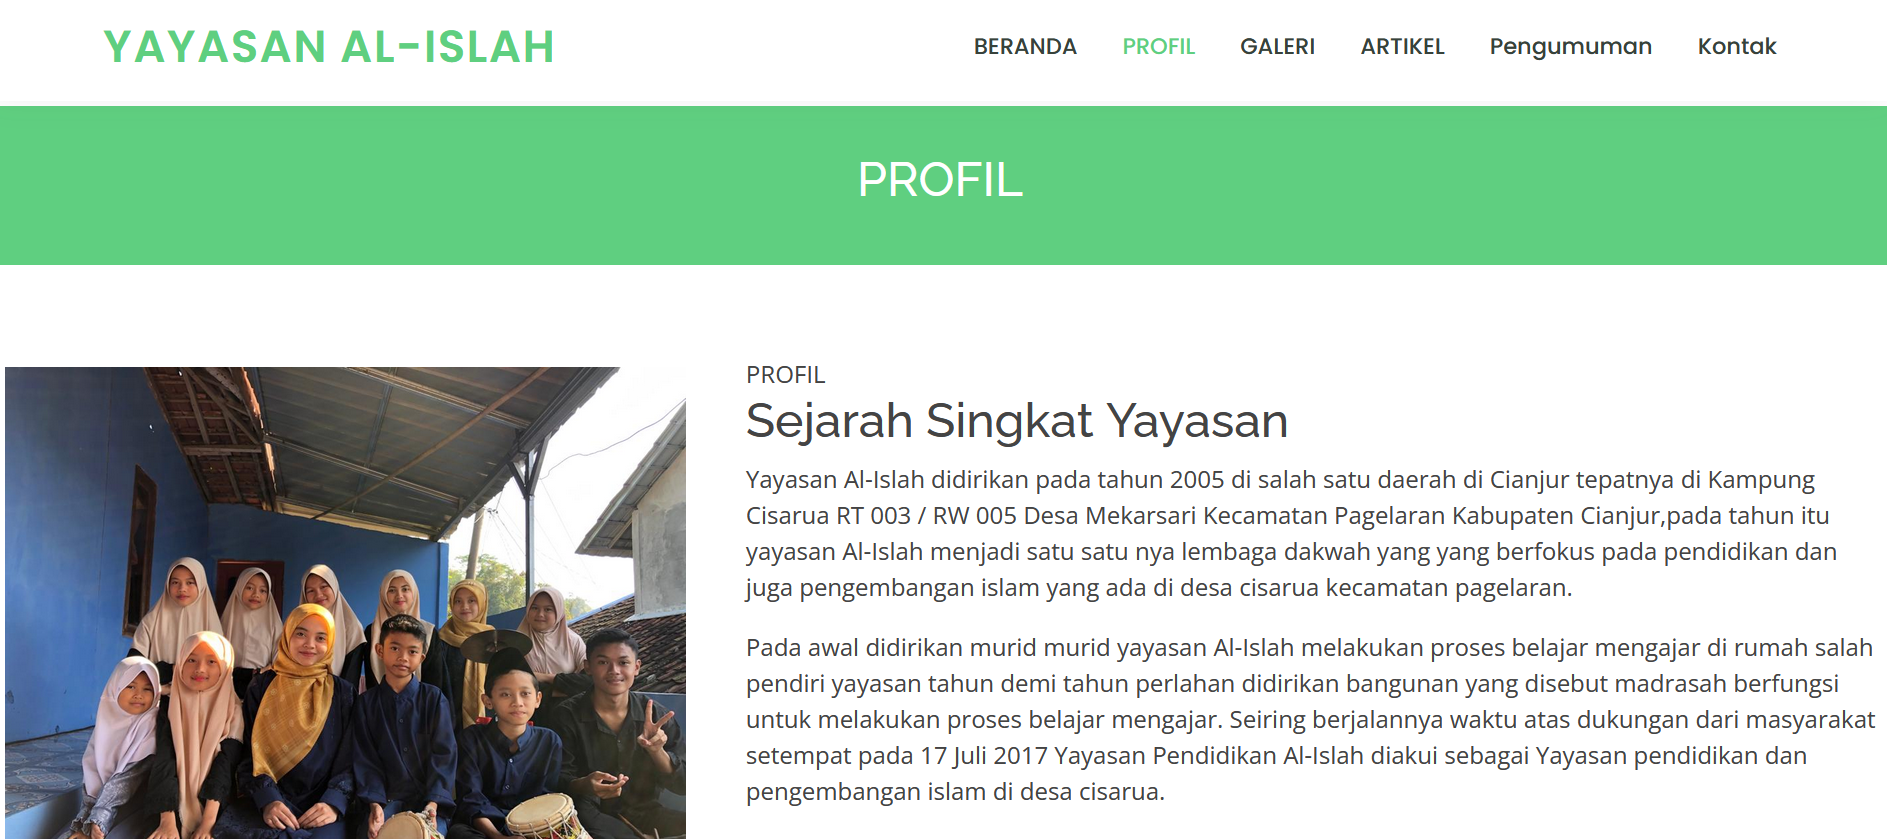 YAYASAN AL-ISLAH
BERANDA PROFIL GALERI ARTIKEL Pengumuman Kontak
PROFIL
PROFIL
Sejarah Singkat Yayasan
Yayasan Al-Islah didirikan pada tahun 2005 di salah satu daerah di Cianjur tepatnya di Kampung
Cisarua RT 003 / RW 005 Desa Mekarsari Kecamatan Pagelaran Kabupaten Cianjur,pada tahun itu
yayasan Al-Islah menjadi satu satu nya lembaga dakwah yang yang berfokus pada pendidikan dan
juga pengembangan islam yang ada di desa cisarua kecamatan pagelaran.
Pada awal didirikan murid murid yayasan Al-Islah melakukan proses belajar mengajar di rumah salah
pendiri yayasan tahun demi tahun perlahan didirikan bangunan yang disebut madrasah berfungsi
untuk melakukan proses belajar mengajar. Seiring berjalannya waktu atas dukungan dari masyarakat
setempat pada 17 Juli 2017 Yayasan Pendidikan Al-Islah diakui sebagai Yayasan pendidikan dan
pengembangan islam di desa cisarua.